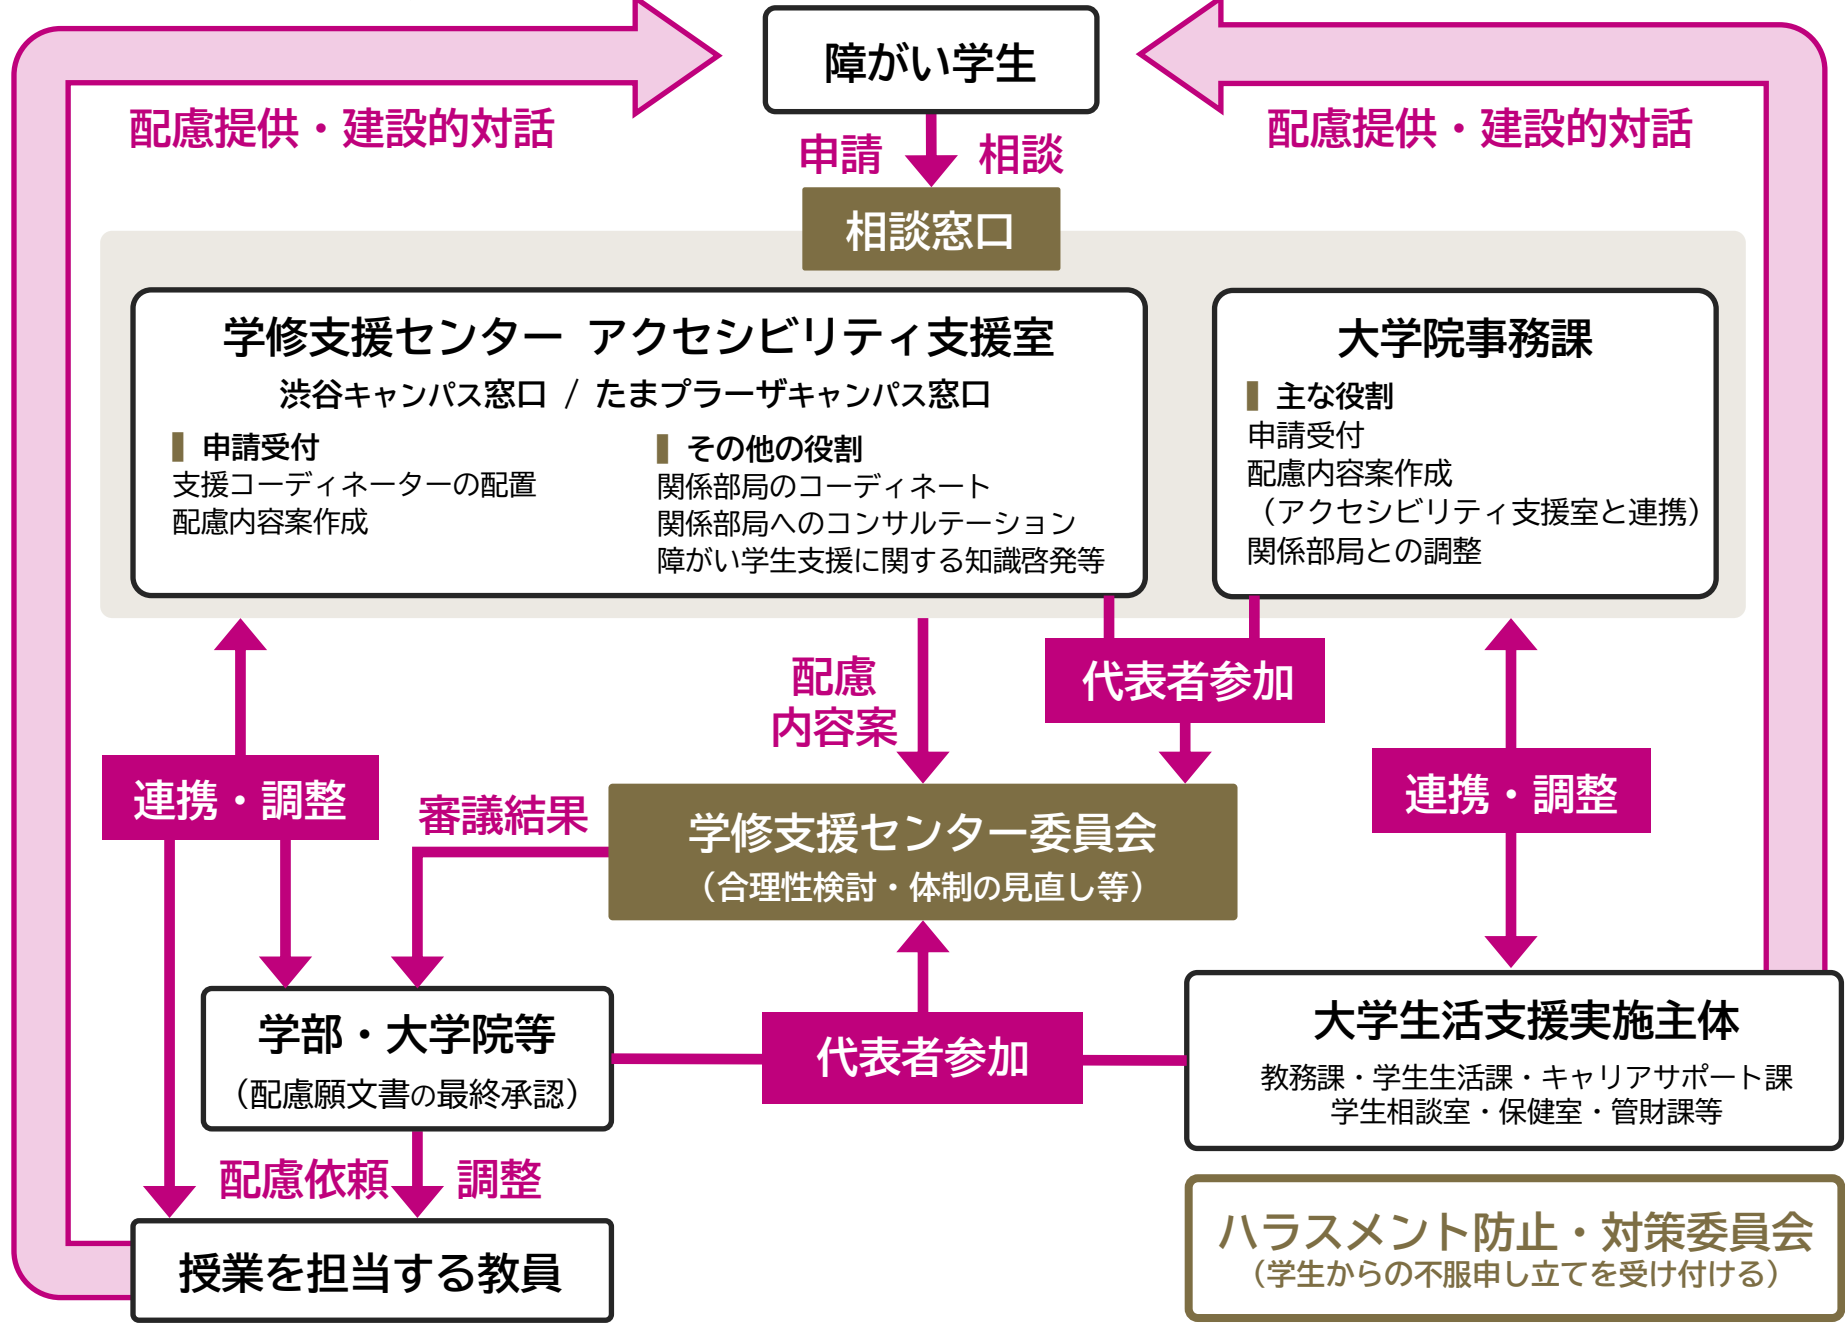 障がい学生
配慮提供・建設的対話
配慮提供・建設的対話
申請
相談
相談窓口
学修支援センター アクセシビリティ支援室
渋谷キャンパス窓口 / たまプラーザキャンパス窓口
申請受付
支援コーディネーターの配置
配慮内容案作成
その他の役割
関係部局のコーディネート
関係部局へのコンサルテーション
障がい学生支援に関する知識啓発等
大学院事務課
主な役割
申請受付
配慮内容案作成
（アクセシビリティ支援室と連携）
関係部局との調整
配慮
内容案
代表者参加
連携・調整
連携・調整
審議結果
学修支援センター委員会
（合理性検討・体制の見直し等）
学部・大学院等
（配慮願文書の最終承認）
代表者参加
大学生活支援実施主体
教務課・学生生活課・キャリアサポート課
学生相談室・保健室・管財課等
配慮依頼
調整
授業を担当する教員
ハラスメント防止・対策委員会
（学生からの不服申し立てを受け付ける）